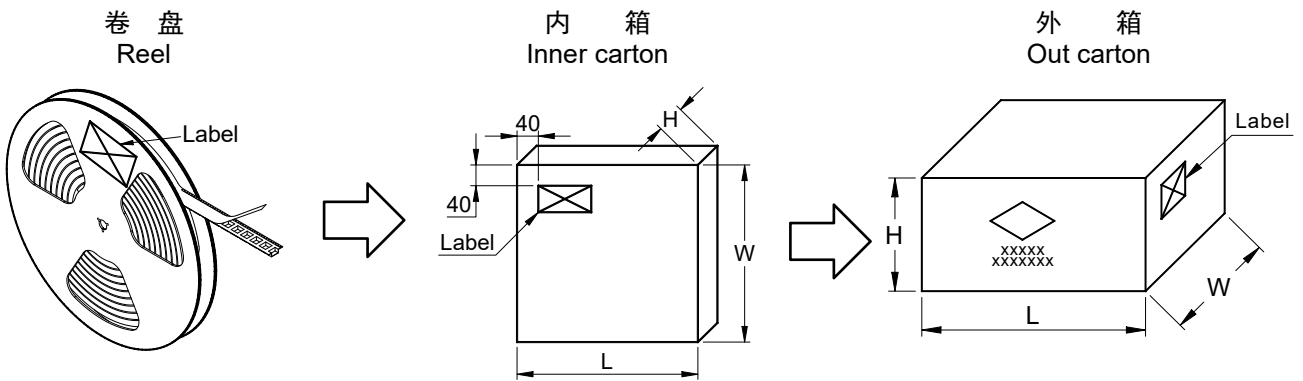 卷 盘
Reel
Label
内 箱
Inner carton
40
H
40
Label
W
L
外 箱
Out carton
Label
H
xxxxx
xxxxxxx
W
L